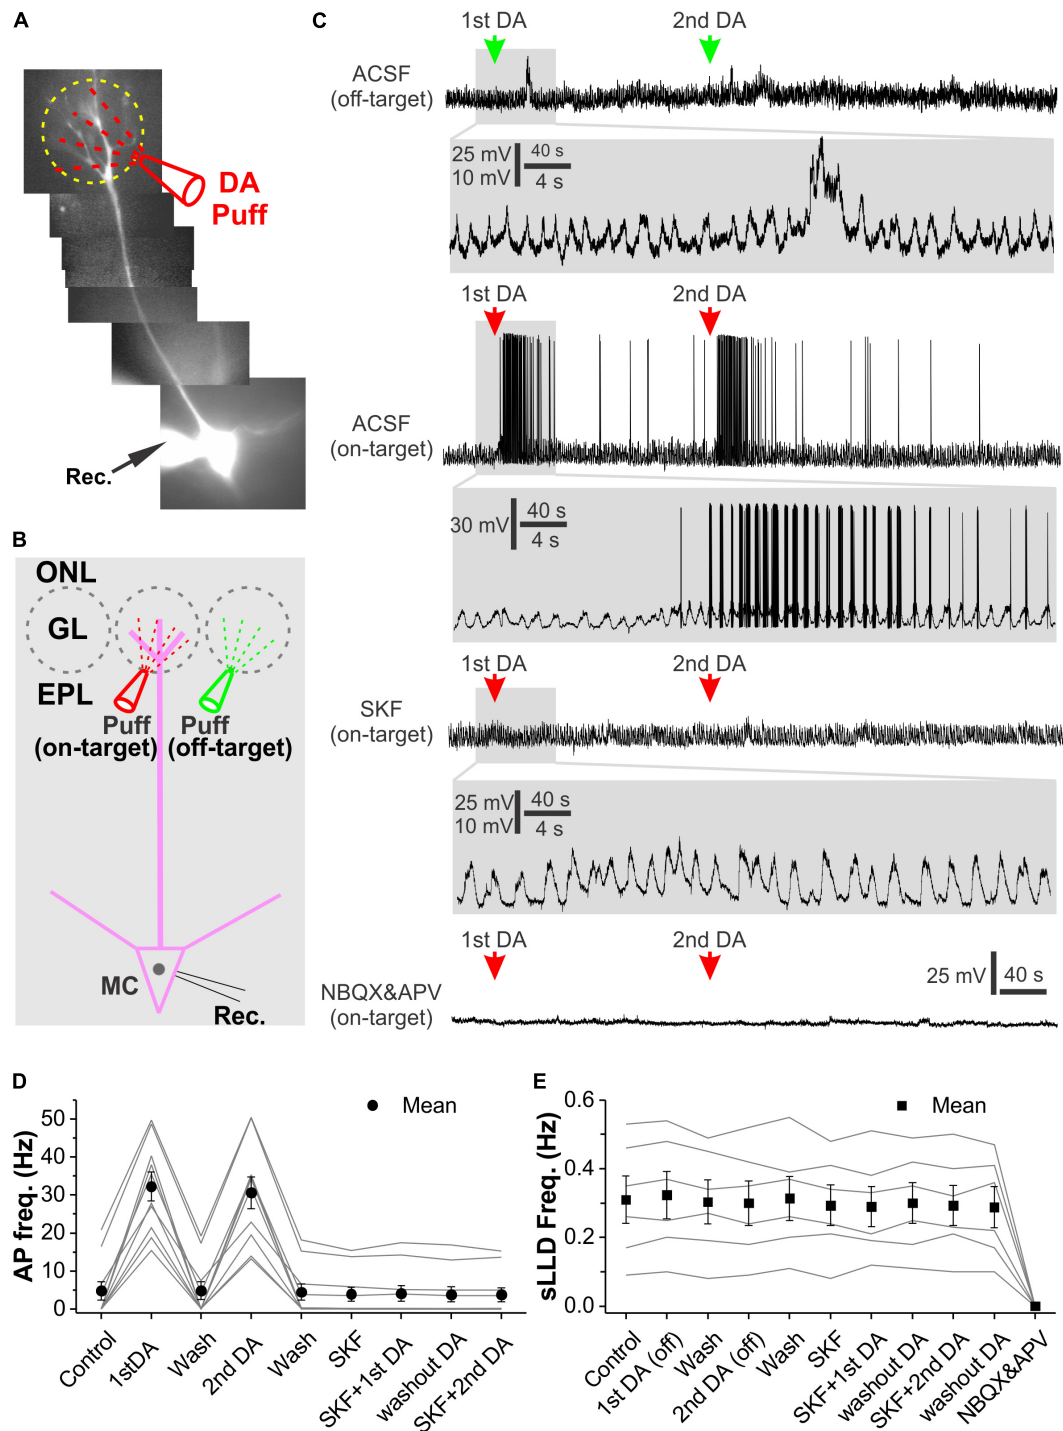 A
DA
Puff
Rec.
B
ONL
GL
EPL
Puff
(on-target)
Puff
(off-target)
MC
Rec.
C
1st DA
2nd DA
ACSF
(off-target)
25 mV
10 mV
40 s
4 s
1st DA
2nd DA
ACSF
(on-target)
30 mV
40 s
4 s
1st DA
2nd DA
SKF
(on-target)
25 mV
10 mV
40 s
4 s
1st DA
2nd DA
NBQX&APV
(on-target)
25 mV
40 s
D
AP freq. (Hz)
50
40
30
20
10
0
Mean
Control
1stDA
Wash
2nd DA
Wash
SKF
SKF+1st DA
washout DA
SKF+2nd DA
E
sLLD Freq. (Hz)
0.6
0.4
0.2
0.0
Mean
Control
1st DA (off)
Wash
2nd DA (off)
Wash
SKF
SKF+1st DA
washout DA
SKF+2nd DA
washout DA
NBQX&APV